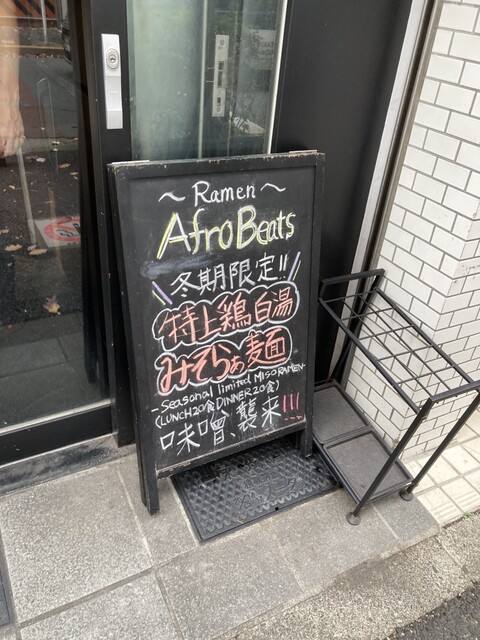 〜 Ramen 〜
AfroBeats
冬期限定!!
特上鶏白湯
みそらぁ麺
- Seasonal limited MISO RAMEN -
(LUNCH20食 DINNER20食)
味噌、襲来!!!